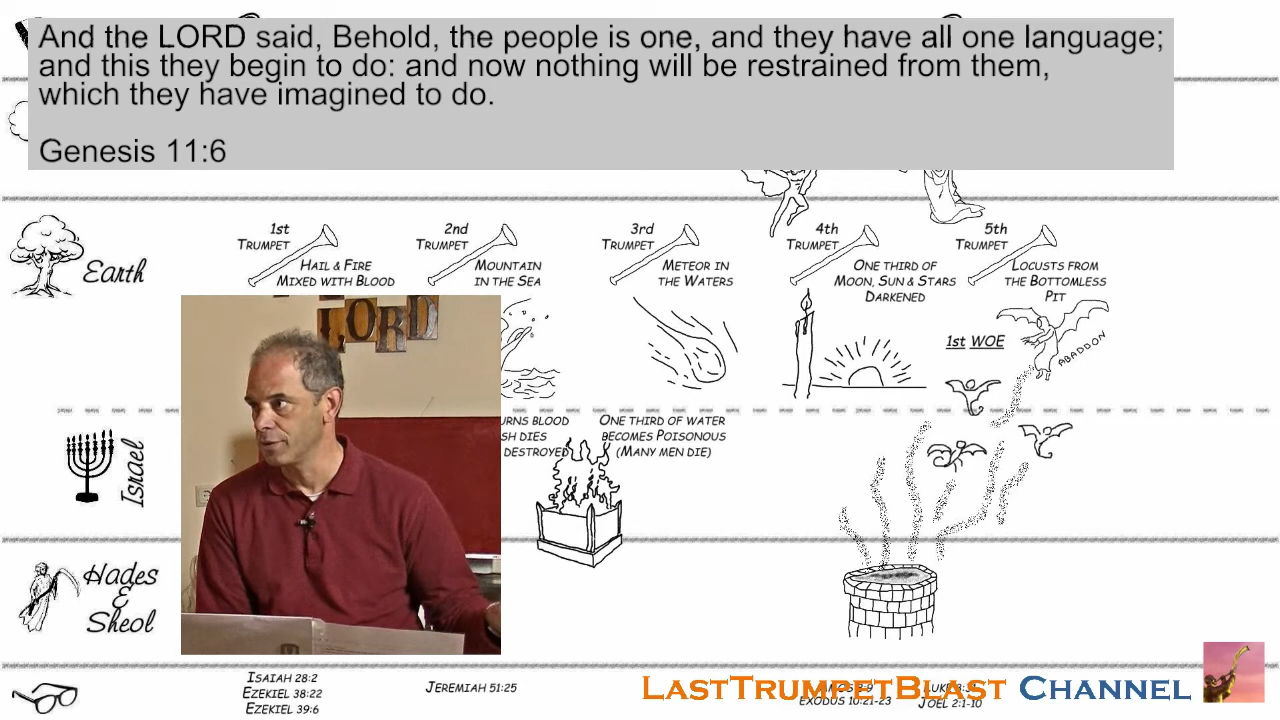 And the LORD said, Behold, the people is one, and they have all one language;
and this they begin to do: and now nothing will be restrained from them,
which they have imagined to do.
Genesis 11:6
1st
TRUMPET
HAIL & FIRE
MIXED WITH BLOOD
2nd
TRUMPET
MOUNTAIN
IN THE SEA
3rd
TRUMPET
METEOR IN
THE WATERS
4th
TRUMPET
ONE THIRD OF
MOON, SUN & STARS
DARKENED
5th
TRUMPET
LOCUSTS FROM
THE BOTTOMLESS
PIT
Earth
1st WOE
ABADDON
LORD
URNS BLOOD
SH DIES
DESTROYED
ONE THIRD OF WATER
BECOMES POISONOUS
(MANY MEN DIE)
Israel
Hades
&
Sheol
ISAIAH 28:2
EZEKIEL 38:22
EZEKIEL 39:6
JEREMIAH 51:25
EXODUS 10:21-23
JOEL 2:1-10
LASTTRUMPETBLAST CHANNEL